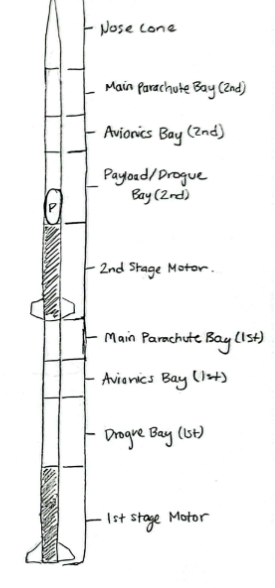 Nose Cone
Main Parachute Bay (2nd)
Avionics Bay (2nd)
Payload/Drogue
Bay (2nd)
P
2nd Stage Motor.
Main Parachute Bay (1st)
Avionics Bay (1st)
Drogue Bay (1st)
1st Stage Motor